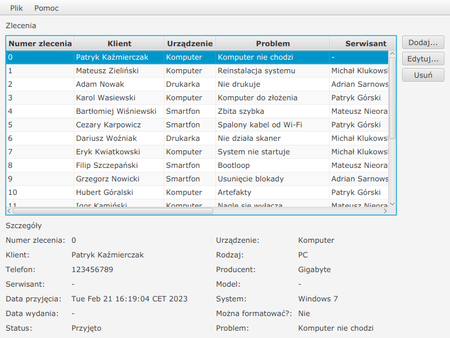 Plik Pomoc
Zlecenia
Numer zlecenia Klient Urządzenie Problem Serwisant
0 Patryk Kaźmierczak Komputer Komputer nie chodzi -
1 Mateusz Zieliński Komputer Reinstalacja systemu Michał Klukows
2 Adam Nowak Drukarka Nie drukuje Adrian Sarnows
3 Karol Wasiewski Komputer Komputer do złożenia Patryk Górski
4 Bartłomiej Wiśniewski Smartfon Zbita szybka Mateusz Nieora
5 Cezary Karpowicz Smartfon Spalony kabel od Wi-Fi Patryk Górski
6 Dariusz Woźniak Drukarka Nie działa skaner Michał Klukows
7 Eryk Kwiatkowski Komputer System nie startuje Michał Klukows
8 Filip Szczepański Smartfon Bootloop Mateusz Nieora
9 Grzegorz Nowicki Smartfon Usunięcie blokady Adrian Sarnows
10 Hubert Góralski Komputer Artefakty Patryk Górski
11 Igor Kamiński Komputer Nagle się wyłącza Mateusz Nieora
Dodaj...
Edytuj...
Usuń
Szczegóły
Numer zlecenia: 0 Urządzenie: Komputer
Klient: Patryk Kaźmierczak Rodzaj: PC
Telefon: 123456789 Producent: Gigabyte
Serwisant: - Model: -
Data przyjęcia: Tue Feb 21 16:19:04 CET 2023 System: Windows 7
Data wydania: - Można formatować?: Nie
Status: Przyjęto Problem: Komputer nie chodzi